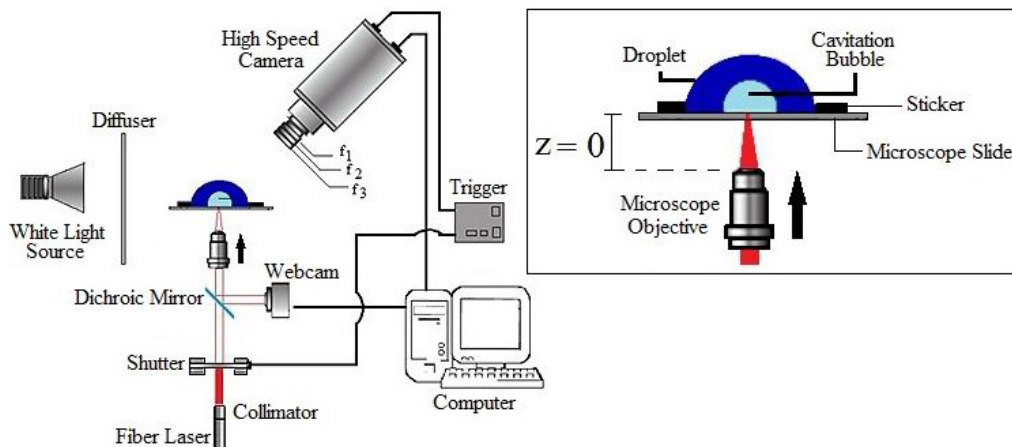 High Speed
Camera
Diffuser
f1
f2
f3
Trigger
White Light
Source
Webcam
Dichroic Mirror
Shutter
Collimator
Computer
Fiber Laser
Droplet
Cavitation
Bubble
Sticker
z = 0
Microscope Slide
Microscope
Objective